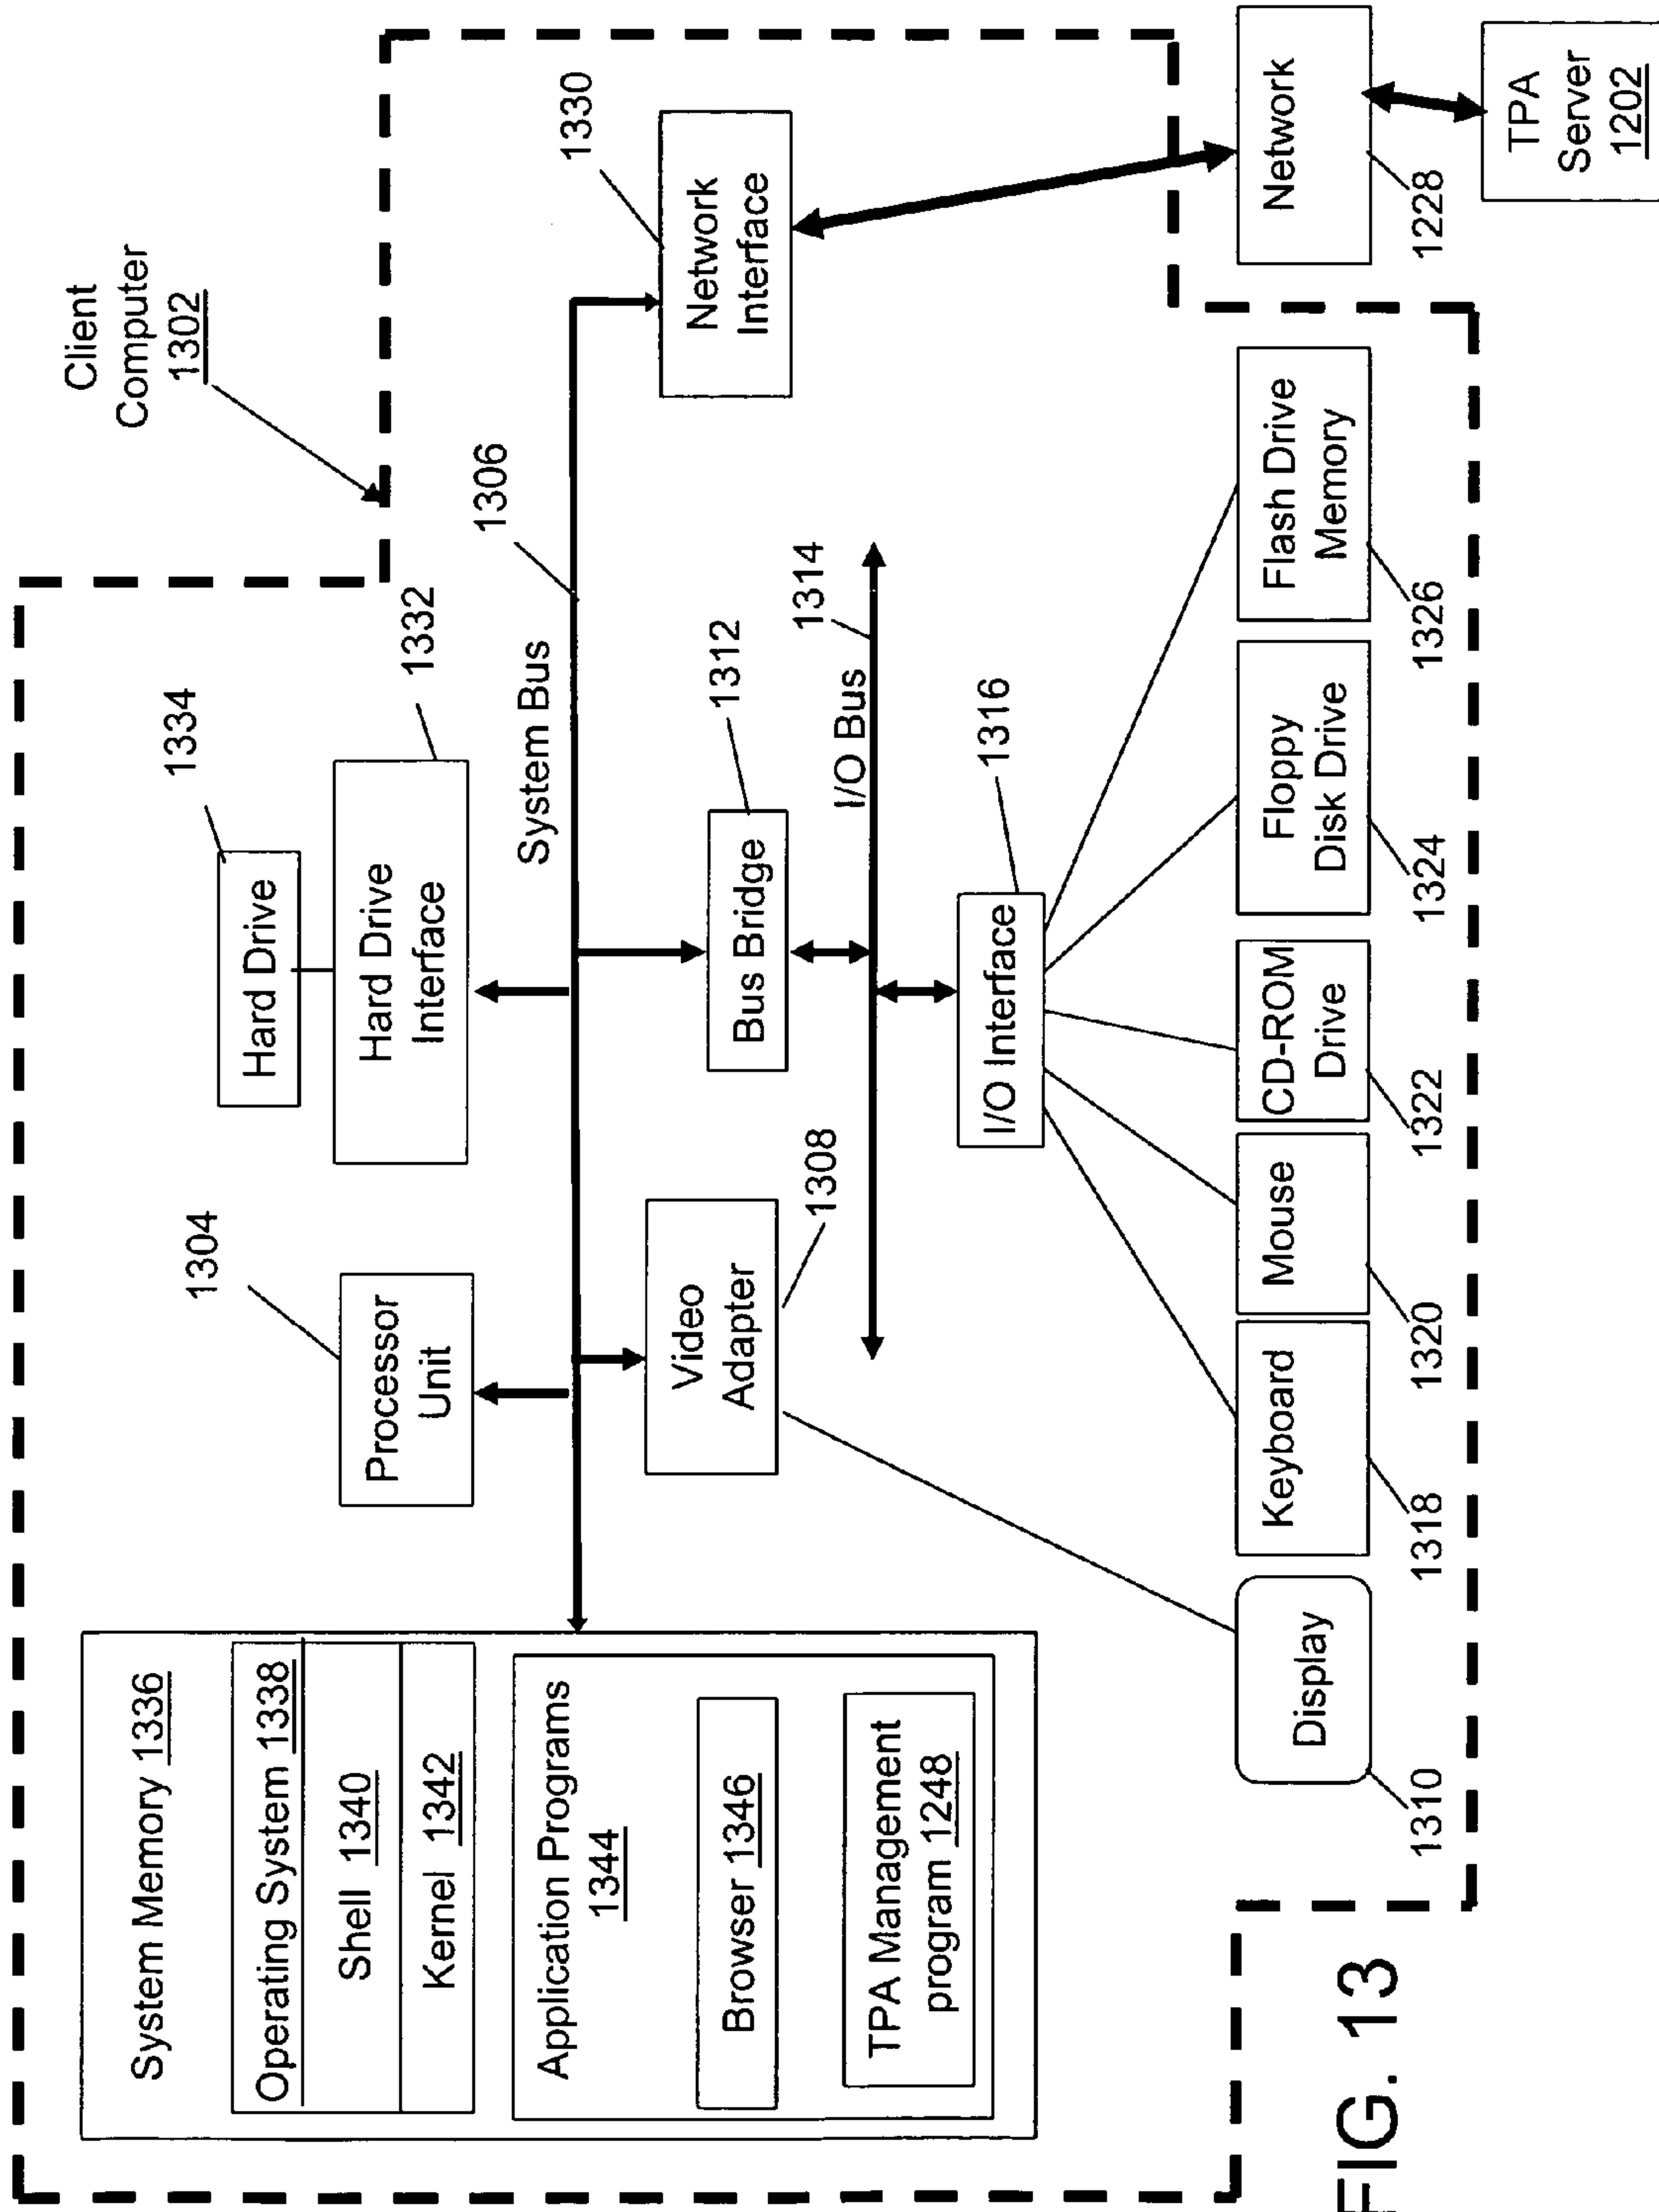 Client
Computer
1302
System Memory 1336
Operating System 1338
Shell 1340
Kernel 1342
Application Programs
1344
Browser 1346
TPA Management
program 1248
1304
Processor
Unit
1334
Hard Drive
Hard Drive
Interface
1332
System Bus
1306
1330
Network
Interface
Video
Adapter
1308
Bus Bridge
1312
I/O Bus
1314
I/O Interface
1316
Display
1310
Keyboard
1318
Mouse
1320
CD-ROM
Drive
1322
Floppy
Disk Drive
1324
Flash Drive
Memory
1326
Network
1228
TPA
Server
1202
FIG. 13